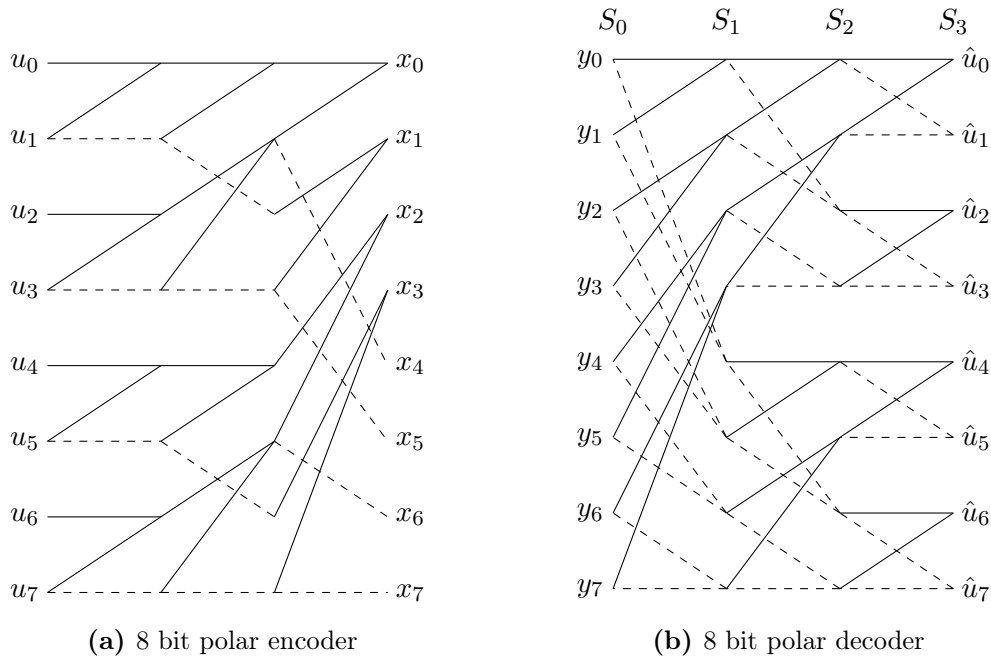 S₀ S₁ S₂ S₃
u₀ x₀ y₀ û₀
u₁ x₁ y₁ û₁
u₂ x₂ y₂ û₂
u₃ x₃ y₃ û₃
u₄ x₄ y₄ û₄
u₅ x₅ y₅ û₅
u₆ x₆ y₆ û₆
u₇ x₇ y₇ û₇
(a) 8 bit polar encoder
(b) 8 bit polar decoder